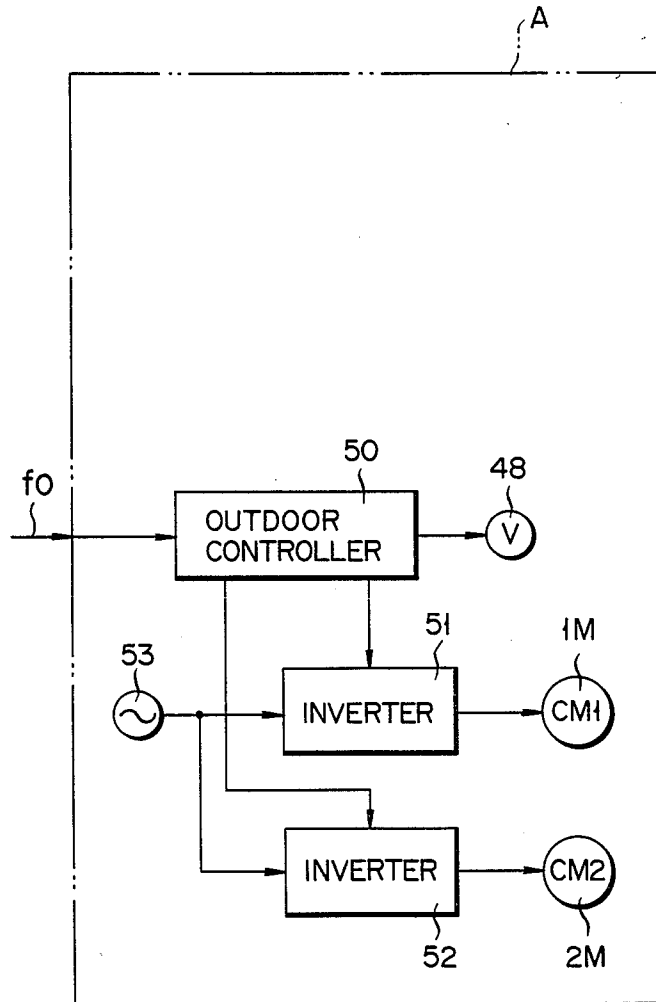 A
50
48
f0
OUTDOOR
CONTROLLER
V
51
1M
53
INVERTER
CM1
INVERTER
CM2
52
2M